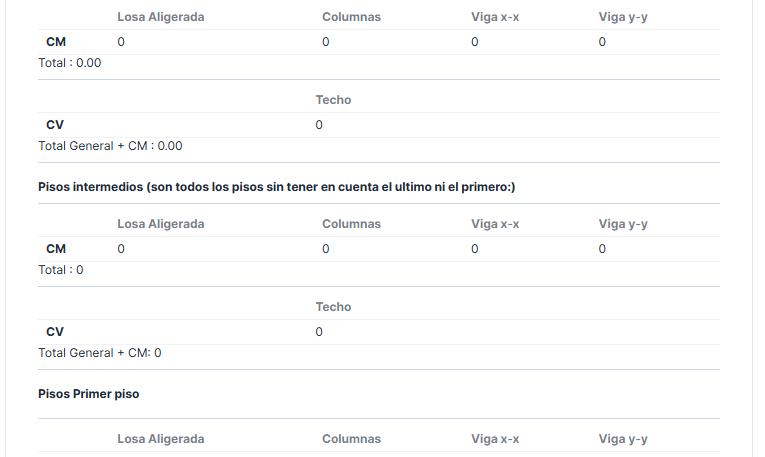 Losa Aligerada Columnas Viga x-x Viga y-y
CM 0 0 0 0
Total : 0.00
Techo
CV 0
Total General + CM : 0.00
Pisos intermedios (son todos los pisos sin tener en cuenta el ultimo ni el primero:)
Losa Aligerada Columnas Viga x-x Viga y-y
CM 0 0 0 0
Total : 0
Techo
CV 0
Total General + CM: 0
Pisos Primer piso
Losa Aligerada Columnas Viga x-x Viga y-y